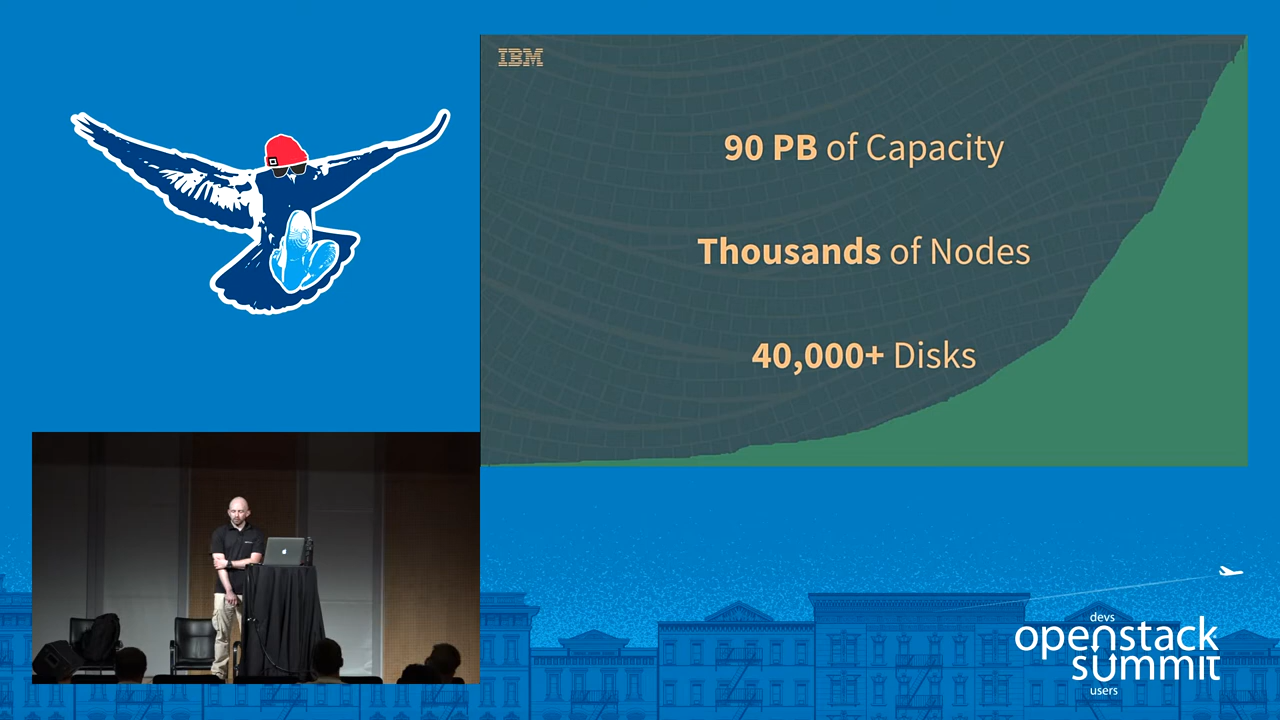 IBM
90 PB of Capacity
Thousands of Nodes
40,000+ Disks
devs
openstack
summit
users